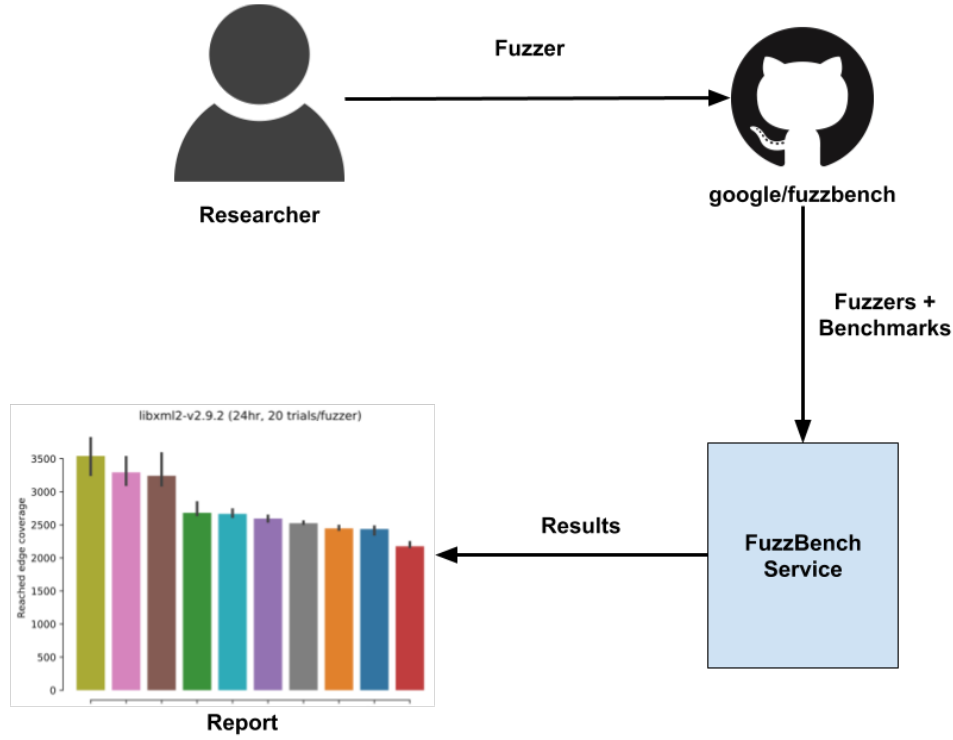 Fuzzer
Researcher
google/fuzzbench
Fuzzers +
Benchmarks
libxml2-v2.9.2 (24hr, 20 trials/fuzzer)
Reached edge coverage
3500
3000
2500
2000
1500
1000
500
0
Results
FuzzBench
Service
Report